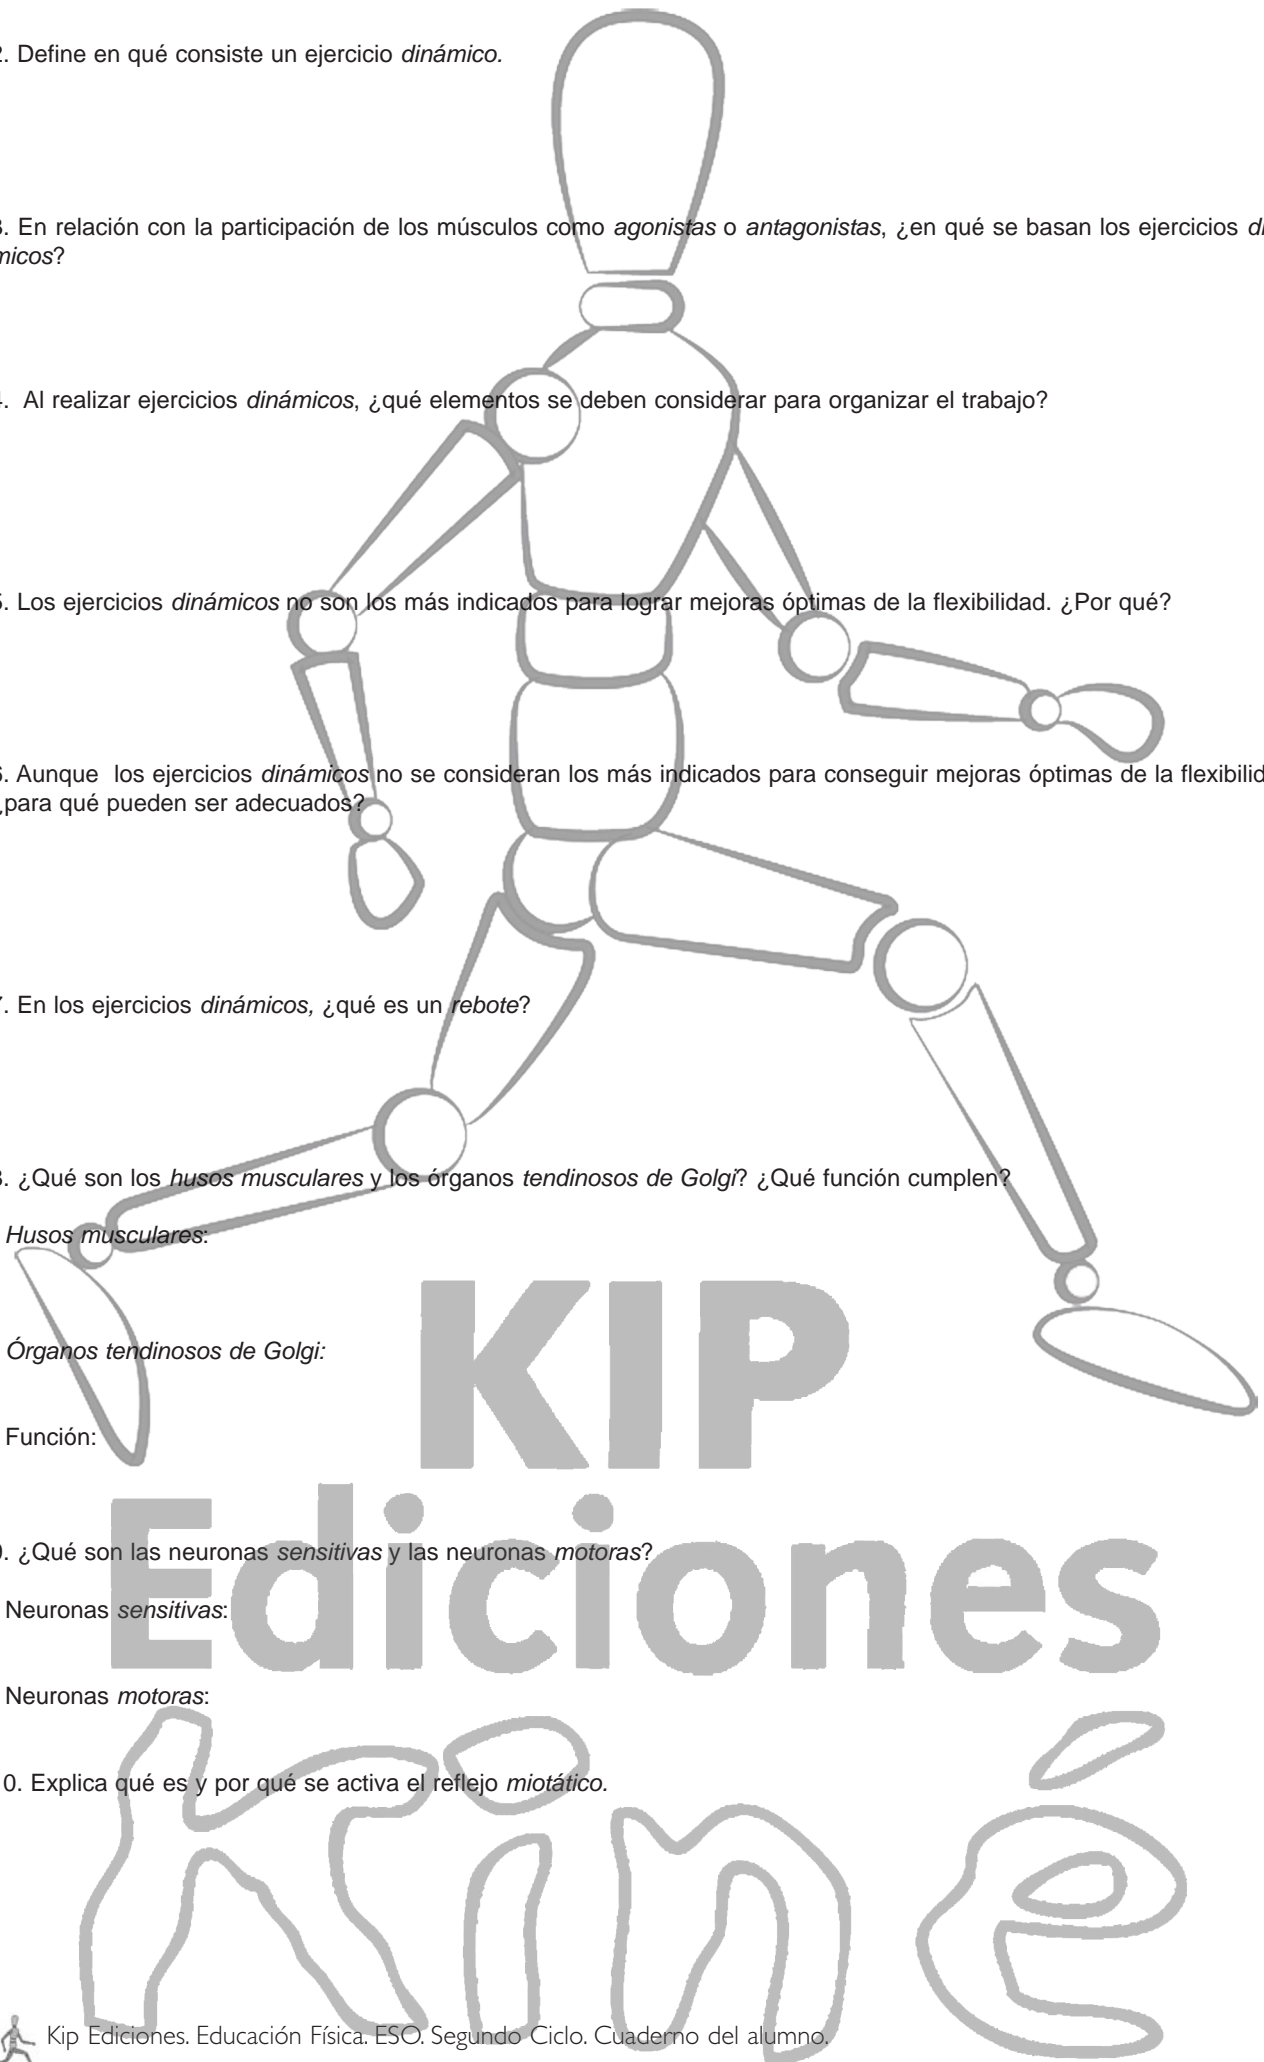 2. Define en qué consiste un ejercicio dinámico.
3. En relación con la participación de los músculos como agonistas o antagonistas, ¿en qué se basan los ejercicios di
micos?
4. Al realizar ejercicios dinámicos, ¿qué elementos se deben considerar para organizar el trabajo?
5. Los ejercicios dinámicos no son los más indicados para lograr mejoras óptimas de la flexibilidad. ¿Por qué?
6. Aunque los ejercicios dinámicos no se consideran los más indicados para conseguir mejoras óptimas de la flexibilid
¿para qué pueden ser adecuados?
7. En los ejercicios dinámicos, ¿qué es un rebote?
8. ¿Qué son los husos musculares y los órganos tendinosos de Golgi? ¿Qué función cumplen?
Husos musculares:
Órganos tendinosos de Golgi:
KIP
Función:
Ediciones
9. ¿Qué son las neuronas sensitivas y las neuronas motoras?
Neuronas sensitivas:
Neuronas motoras:
Kiné
0. Explica qué es y por qué se activa el reflejo miotático.
Kip Ediciones. Educación Física. ESO. Segundo Ciclo. Cuaderno del alumno.